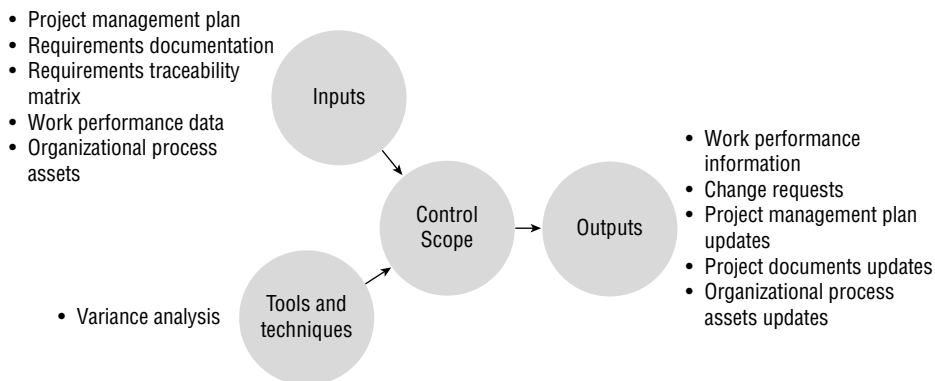 • Project management plan
• Requirements documentation
• Requirements traceability
matrix
• Work performance data
• Organizational process
assets
Inputs
Control
Scope
Outputs
• Work performance
information
• Change requests
• Project management plan
updates
• Project documents updates
• Organizational process
assets updates
• Variance analysis
Tools and
techniques